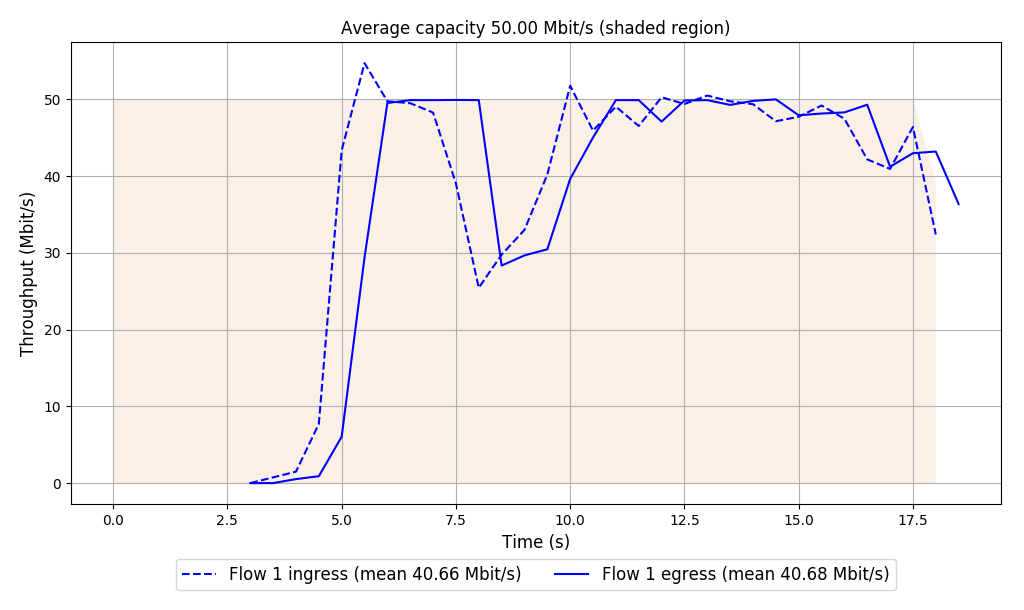 Average capacity 50.00 Mbit/s (shaded region)
50
40
30
20
10
0
Throughput (Mbit/s)
0.0 2.5 5.0 7.5 10.0 12.5 15.0 17.5
Time (s)
Flow 1 ingress (mean 40.66 Mbit/s) Flow 1 egress (mean 40.68 Mbit/s)